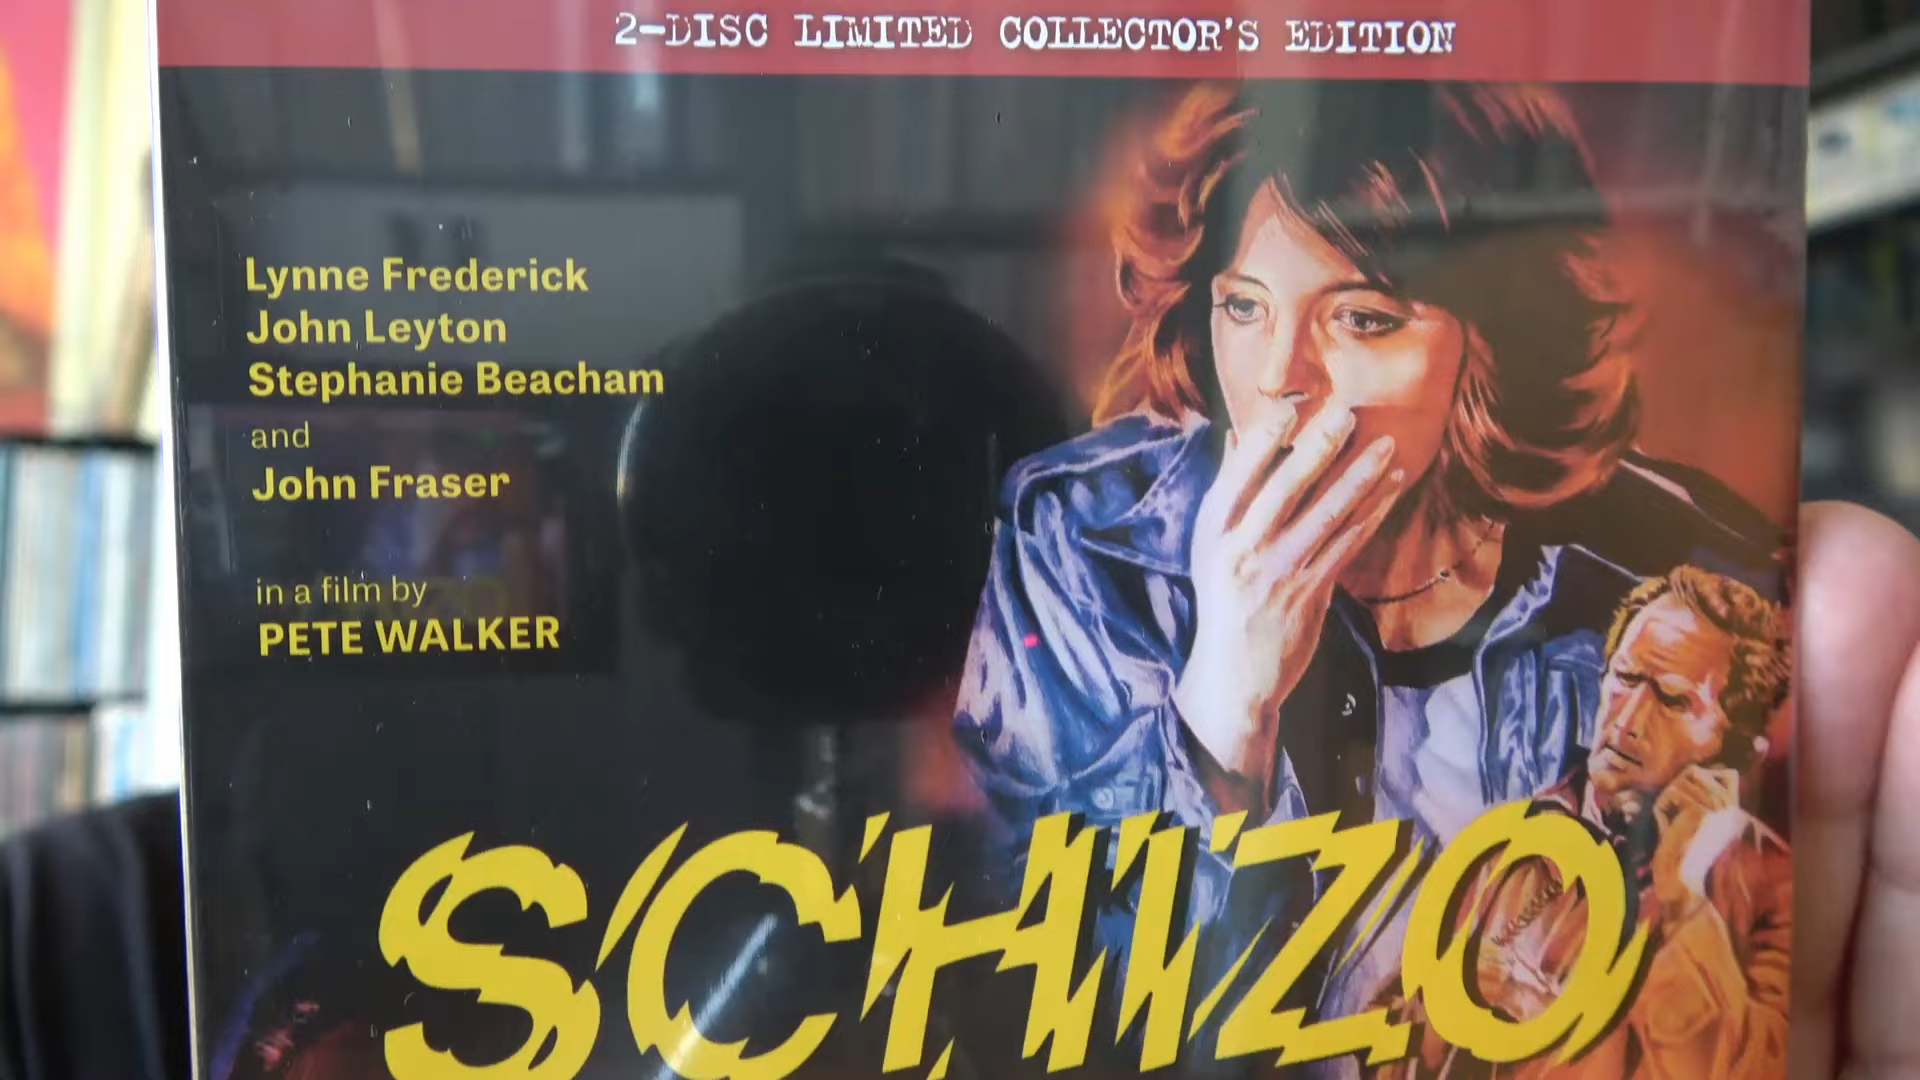 2-DISC LIMITED COLLECTOR'S EDITION
Lynne Frederick
John Leyton
Stephanie Beacham
and
John Fraser
in a film by
PETE WALKER
SCHIZO